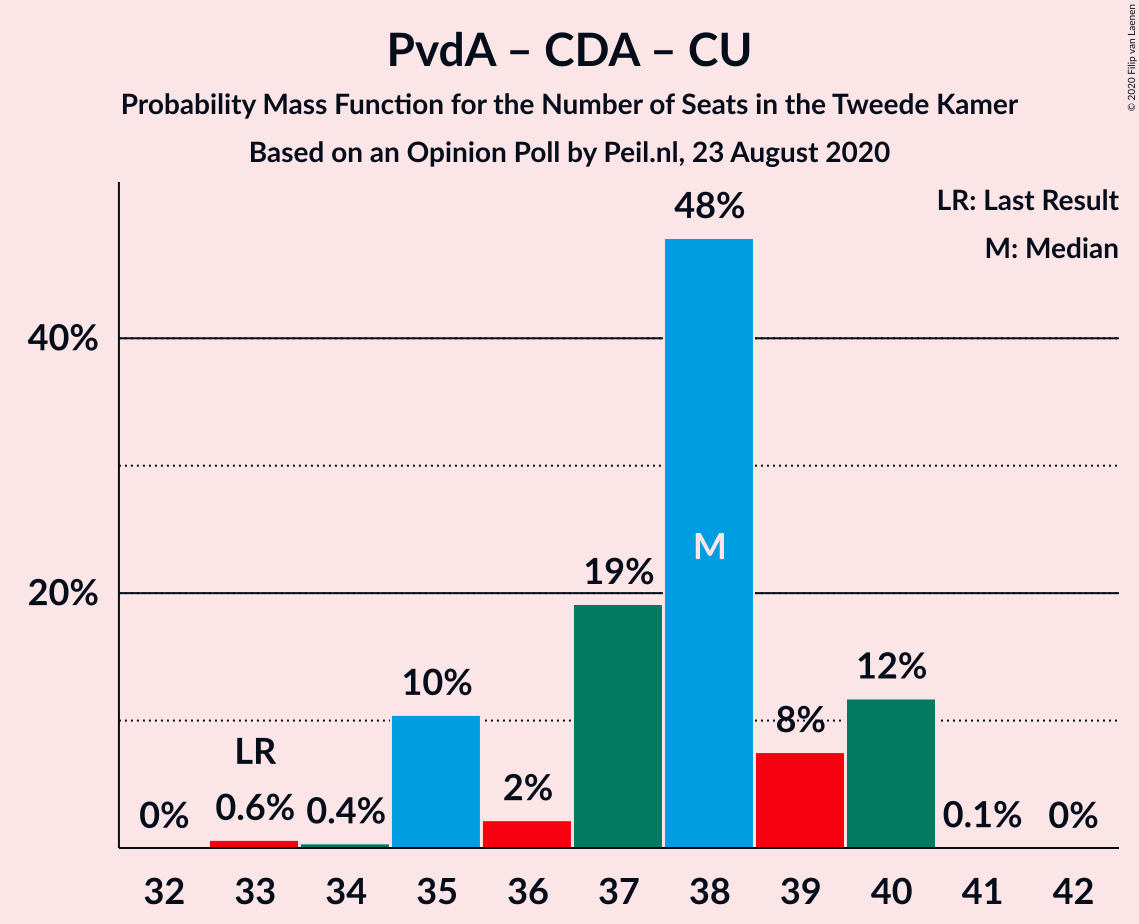 PvdA – CDA – CU
Probability Mass Function for the Number of Seats in the Tweede Kamer
Based on an Opinion Poll by Peil.nl, 23 August 2020
© 2020 Filip van Laenen
LR: Last Result
M: Median
48%
40%
M
19%
20%
12%
10%
8%
LR
2%
0% 0.6% 0.4% 0.1% 0%
32 33 34 35 36 37 38 39 40 41 42